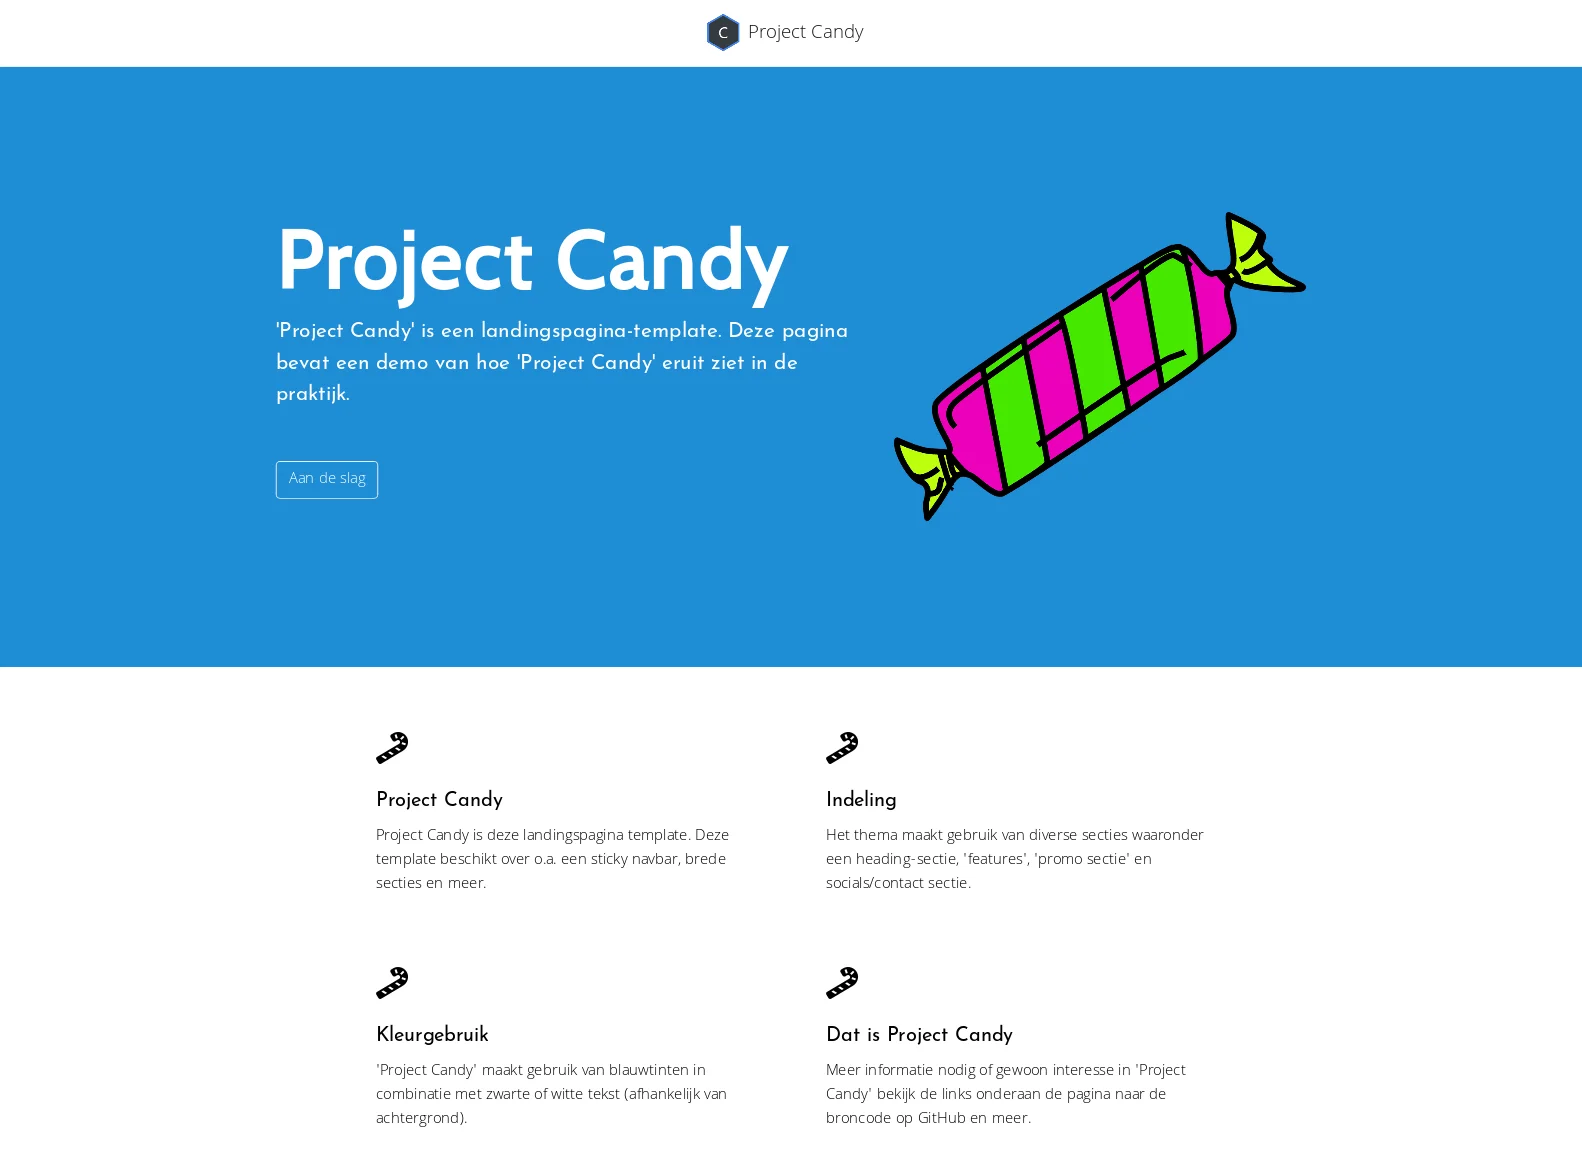 C Project Candy
Project Candy
'Project Candy' is een landingspagina-template. Deze pagina
bevat een demo van hoe 'Project Candy' eruit ziet in de
praktijk.
Aan de slag
Project Candy
Project Candy is deze landingspagina template. Deze
template beschikt over o.a. een sticky navbar, brede
secties en meer.
Indeling
Het thema maakt gebruik van diverse secties waaronder
een heading-sectie, 'features', 'promo sectie' en
socials/contact sectie.
Kleurgebruik
'Project Candy' maakt gebruik van blauwtinten in
combinatie met zwarte of witte tekst (afhankelijk van
achtergrond).
Dat is Project Candy
Meer informatie nodig of gewoon interesse in 'Project
Candy' bekijk de links onderaan de pagina naar de
broncode op GitHub en meer.